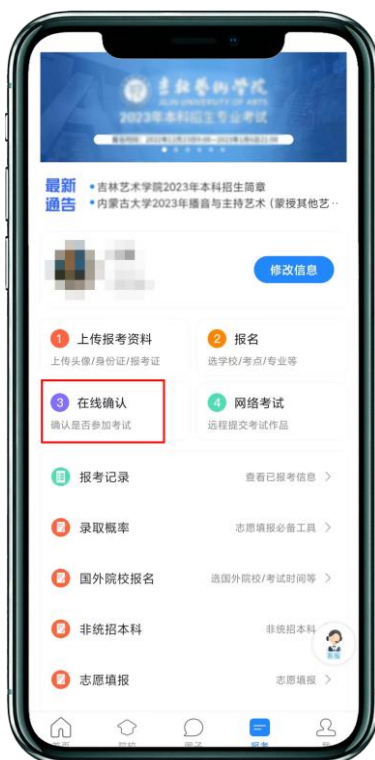 吉林艺术学院
JILIN UNIVERSITY OF ARTS
2023年本科招生专业考试
最新通告
•吉林艺术学院2023年本科招生简章
•内蒙古大学2023年播音与主持艺术（蒙授其他艺··
修改信息
1 上传报考资料
上传头像/身份证/报考证
2 报名
选学校/考点/专业等
3 在线确认
确认是否参加考试
4 网络考试
远程提交考试作品
报考记录 查看已报考信息 >
录取概率 志愿填报必备工具 >
国外院校报名 选国外院校/考试时间等 >
非统招本科 非统招本科
客服
志愿填报 志愿填报 >
报考